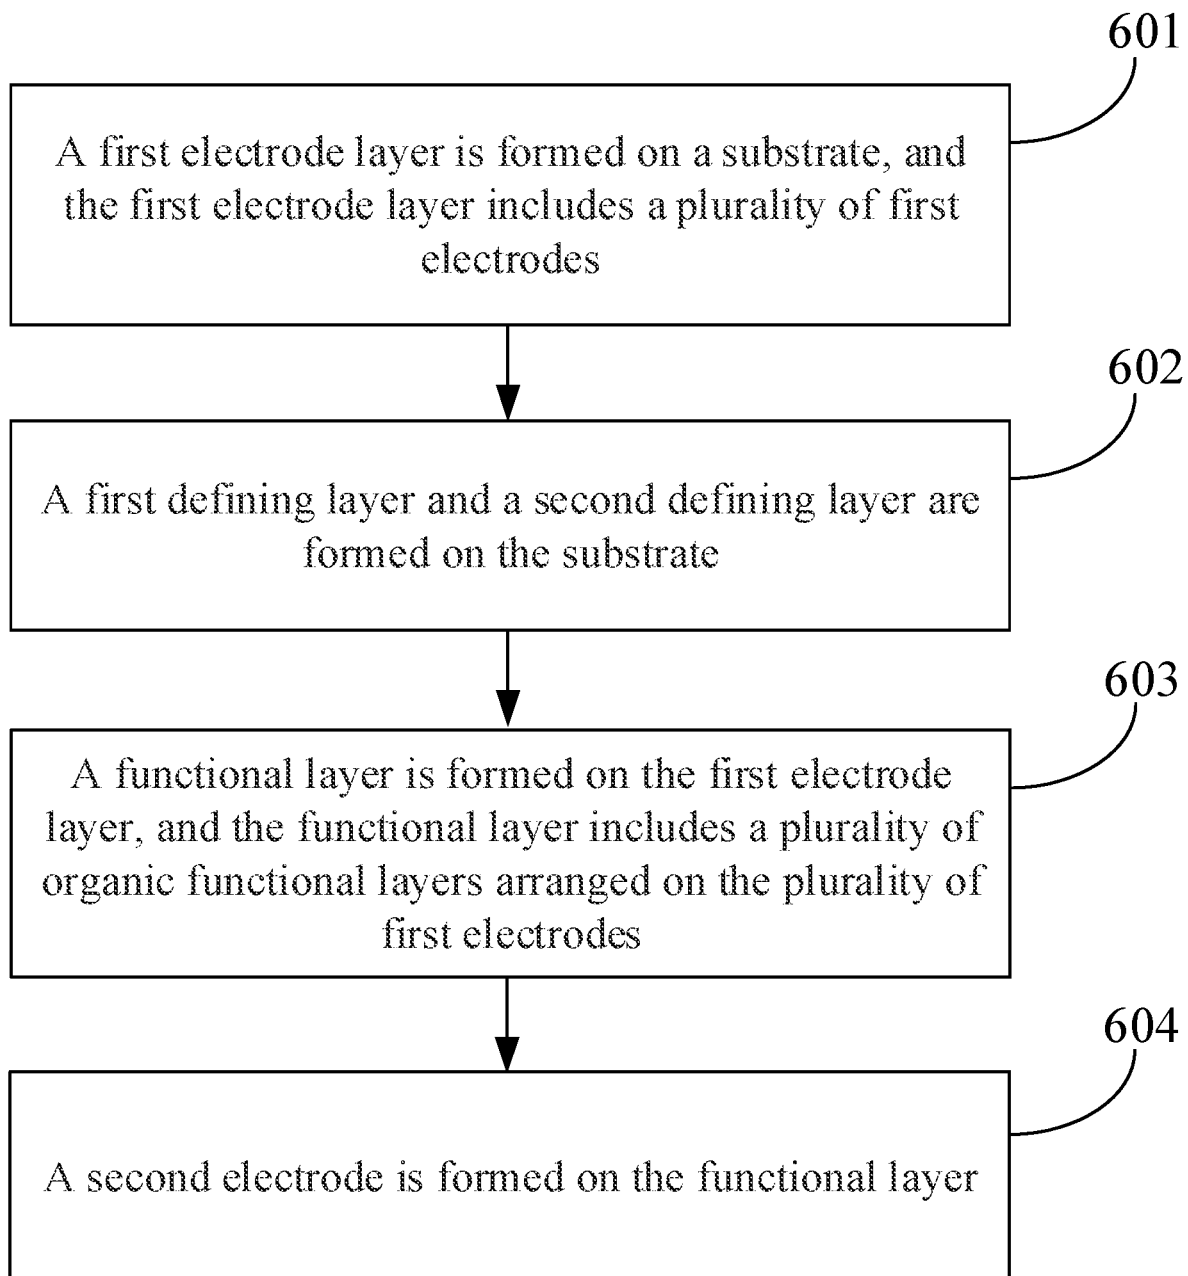 601
A first electrode layer is formed on a substrate, and
the first electrode layer includes a plurality of first
electrodes
602
A first defining layer and a second defining layer are
formed on the substrate
603
A functional layer is formed on the first electrode
layer, and the functional layer includes a plurality of
organic functional layers arranged on the plurality of
first electrodes
604
A second electrode is formed on the functional layer